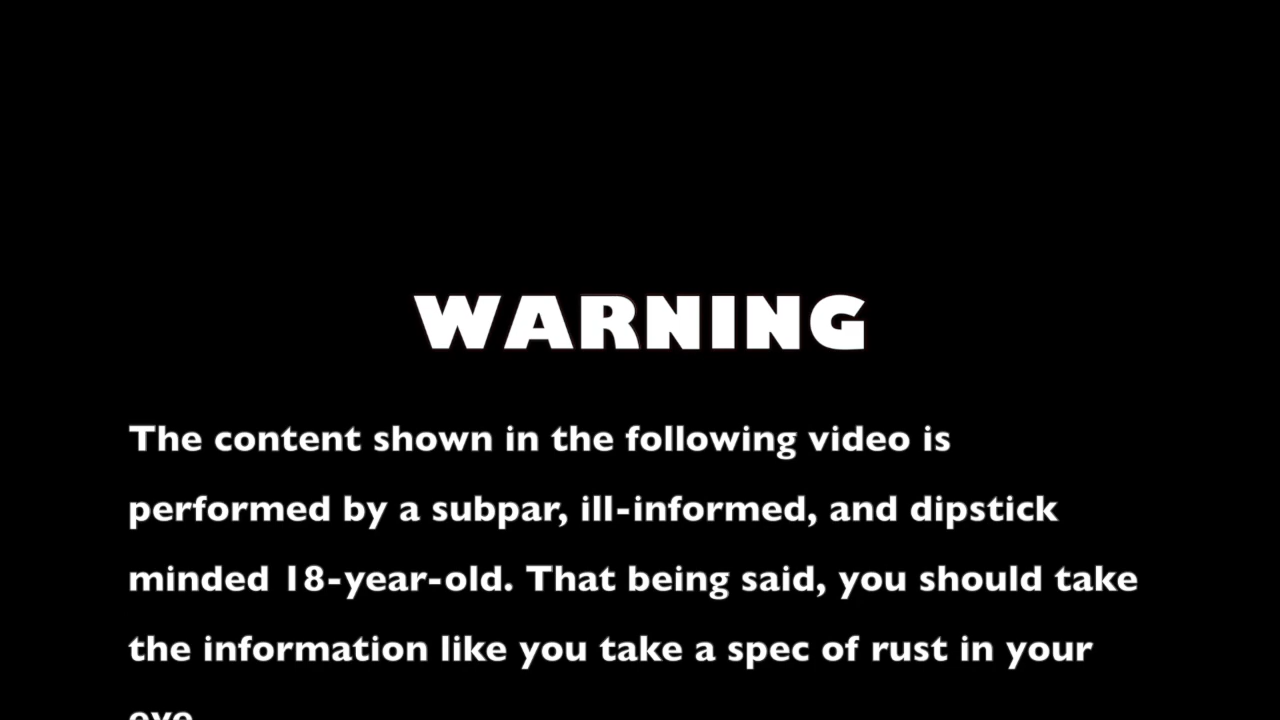 WARNING
The content shown in the following video is
performed by a subpar, ill-informed, and dipstick
minded 18-year-old. That being said, you should take
the information like you take a spec of rust in your
eye.